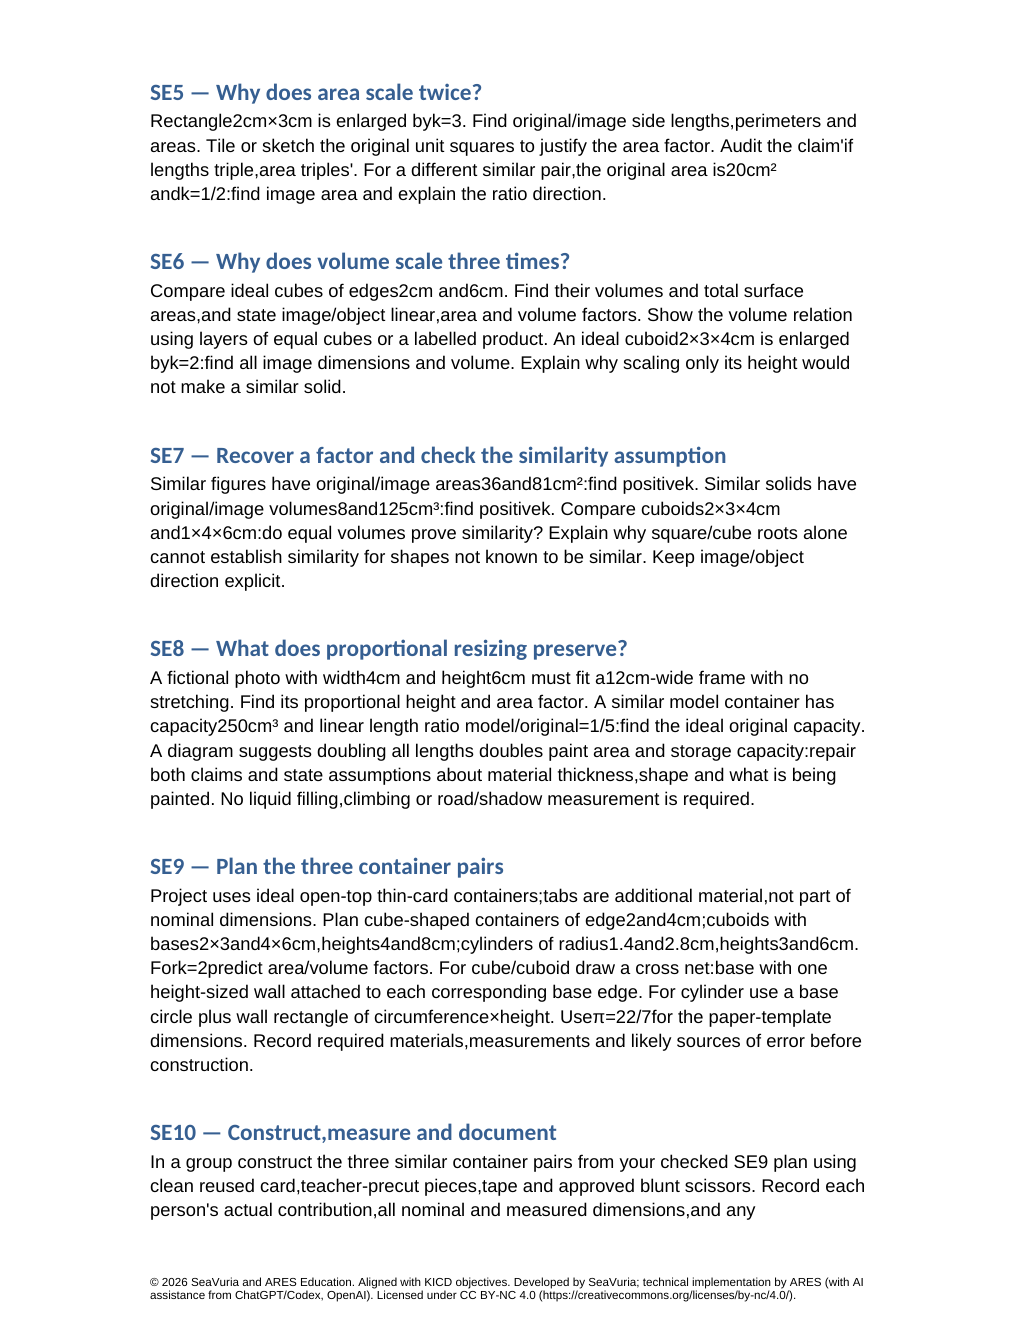 SE5 — Why does area scale twice?
Rectangle2cm×3cm is enlarged byk=3. Find original/image side lengths,perimeters and
areas. Tile or sketch the original unit squares to justify the area factor. Audit the claim'if
lengths triple,area triples'. For a different similar pair,the original area is20cm²
andk=1/2:find image area and explain the ratio direction.
SE6 — Why does volume scale three times?
Compare ideal cubes of edges2cm and6cm. Find their volumes and total surface
areas,and state image/object linear,area and volume factors. Show the volume relation
using layers of equal cubes or a labelled product. An ideal cuboid2×3×4cm is enlarged
byk=2:find all image dimensions and volume. Explain why scaling only its height would
not make a similar solid.
SE7 — Recover a factor and check the similarity assumption
Similar figures have original/image areas36and81cm²:find positivek. Similar solids have
original/image volumes8and125cm³:find positivek. Compare cuboids2×3×4cm
and1×4×6cm:do equal volumes prove similarity? Explain why square/cube roots alone
cannot establish similarity for shapes not known to be similar. Keep image/object
direction explicit.
SE8 — What does proportional resizing preserve?
A fictional photo with width4cm and height6cm must fit a12cm-wide frame with no
stretching. Find its proportional height and area factor. A similar model container has
capacity250cm³ and linear length ratio model/original=1/5:find the ideal original capacity.
A diagram suggests doubling all lengths doubles paint area and storage capacity:repair
both claims and state assumptions about material thickness,shape and what is being
painted. No liquid filling,climbing or road/shadow measurement is required.
SE9 — Plan the three container pairs
Project uses ideal open-top thin-card containers;tabs are additional material,not part of
nominal dimensions. Plan cube-shaped containers of edge2and4cm;cuboids with
bases2×3and4×6cm,heights4and8cm;cylinders of radius1.4and2.8cm,heights3and6cm.
Fork=2predict area/volume factors. For cube/cuboid draw a cross net:base with one
height-sized wall attached to each corresponding base edge. For cylinder use a base
circle plus wall rectangle of circumference×height. Useπ=22/7for the paper-template
dimensions. Record required materials,measurements and likely sources of error before
construction.
SE10 — Construct,measure and document
In a group construct the three similar container pairs from your checked SE9 plan using
clean reused card,teacher-precut pieces,tape and approved blunt scissors. Record each
person's actual contribution,all nominal and measured dimensions,and any
© 2026 SeaVuria and ARES Education. Aligned with KICD objectives. Developed by SeaVuria; technical implementation by ARES (with AI
assistance from ChatGPT/Codex, OpenAI). Licensed under CC BY-NC 4.0 (https://creativecommons.org/licenses/by-nc/4.0/).